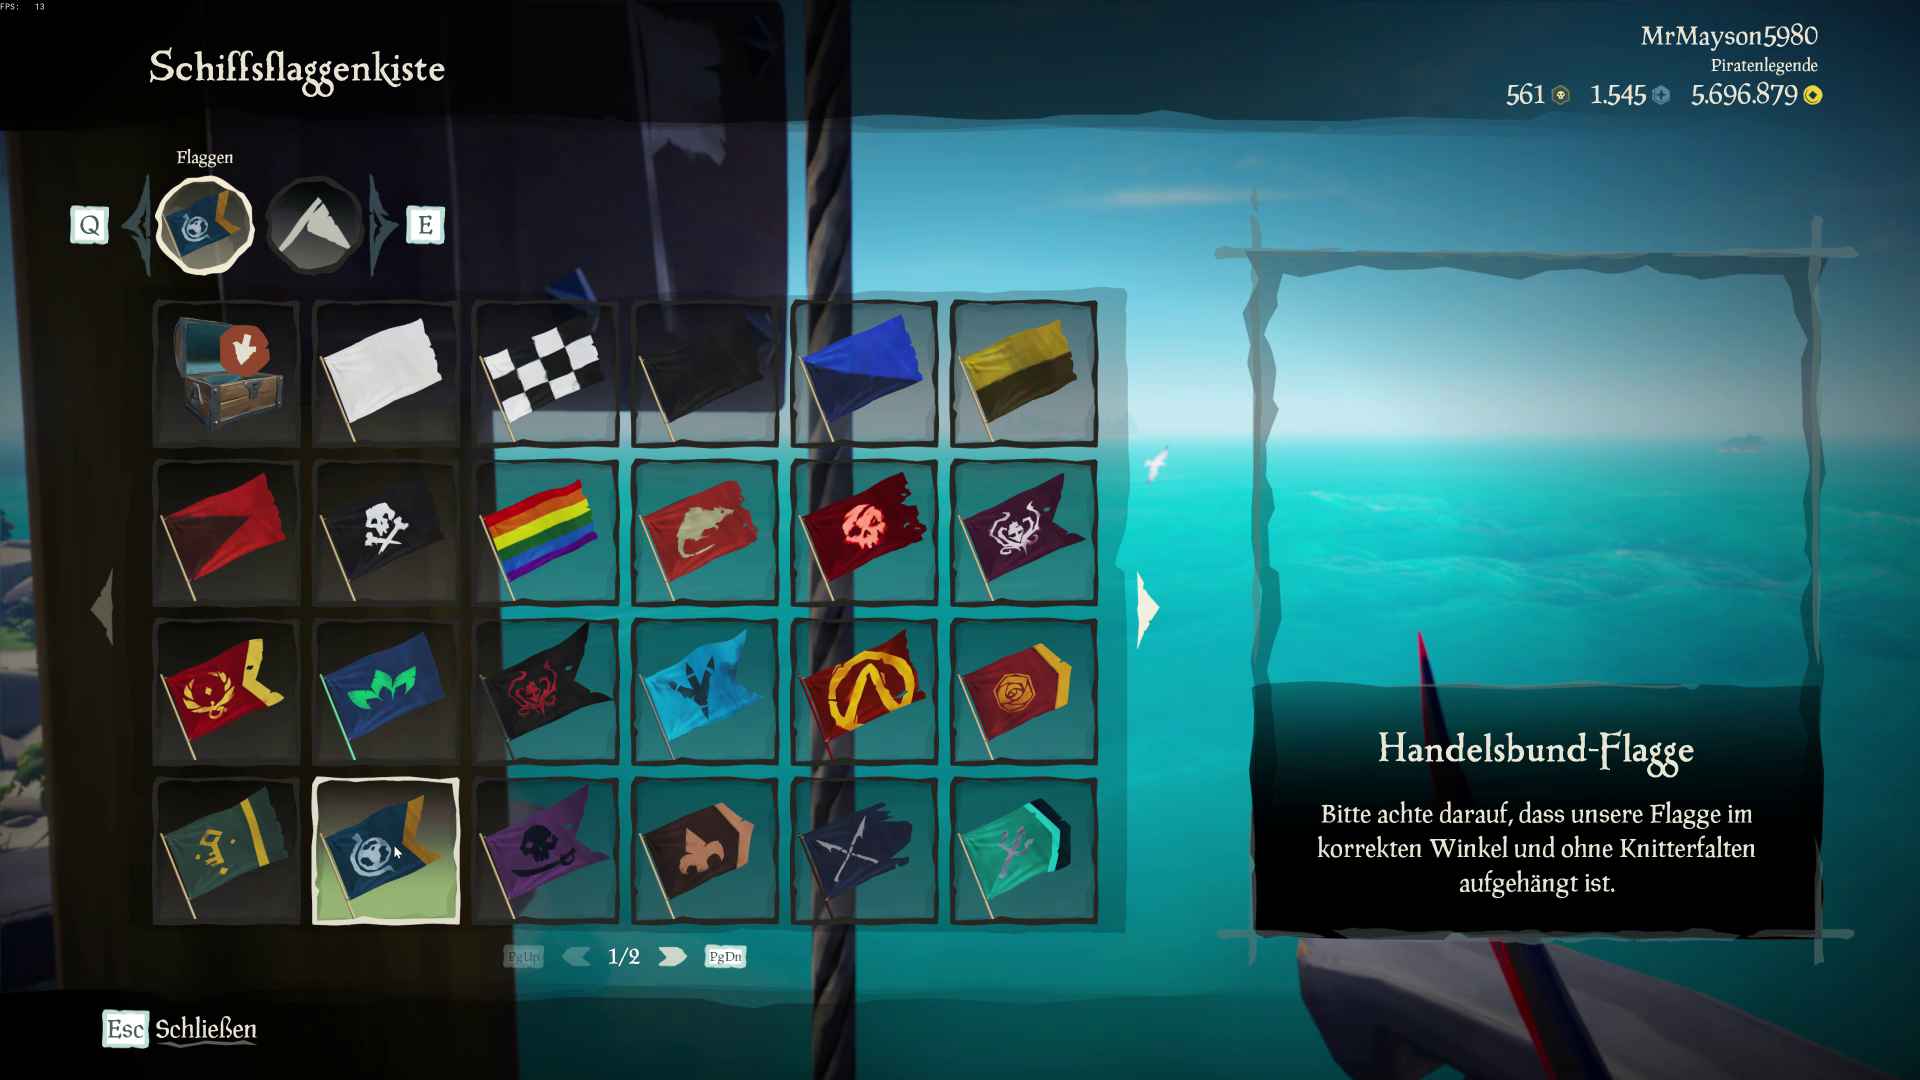 FPS: 13
Schiffsflaggenkiste
MrMayson5980
Piratenlegende
561 1.545 5.696.879
Flaggen
Q E
Handelsbund-Flagge
Bitte achte darauf, dass unsere Flagge im
korrekten Winkel und ohne Knitterfalten
aufgehängt ist.
PgUp 1/2 PgDn
Esc Schließen